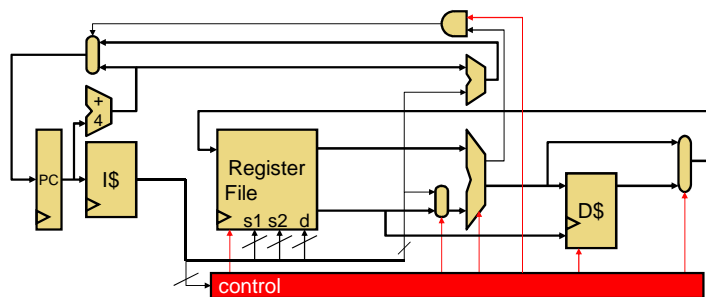 +
4
PC
I$
Register
File
s1 s2 d
D$
control